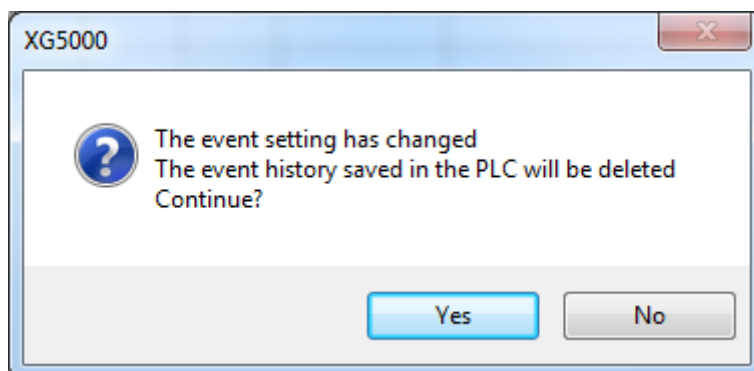 XG5000
The event setting has changed
The event history saved in the PLC will be deleted
Continue?
Yes
No